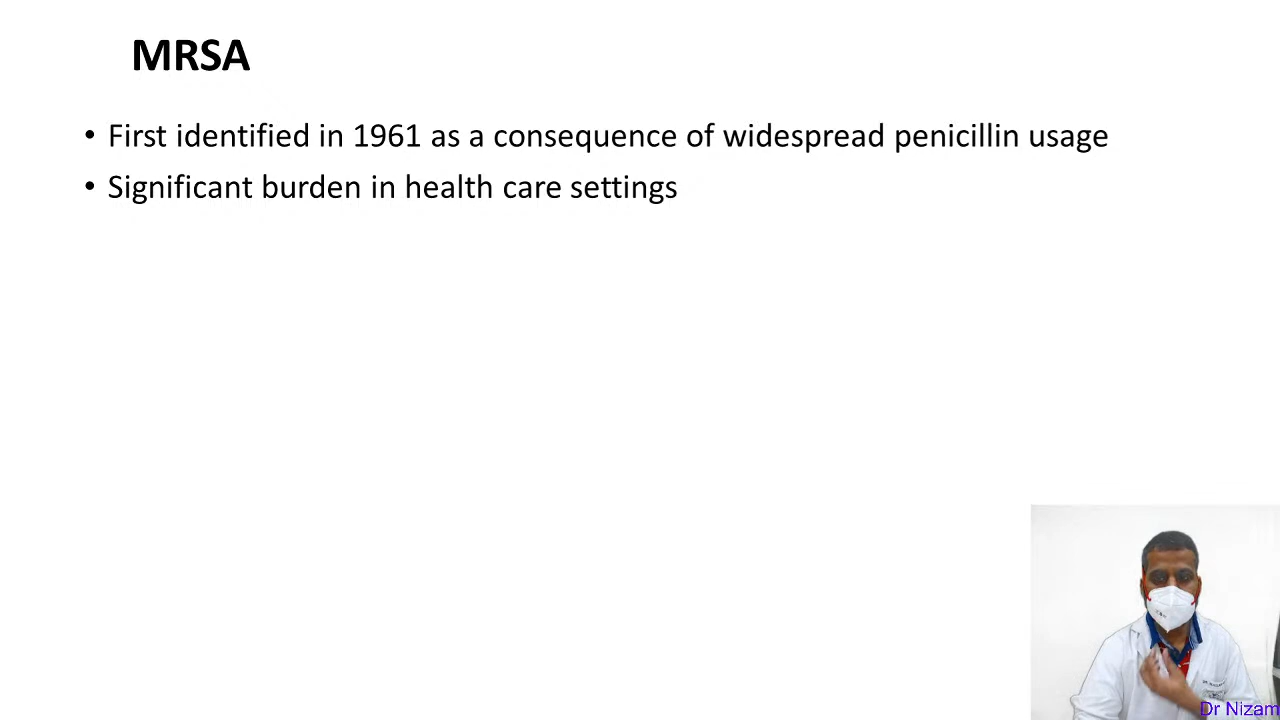 MRSA
• First identified in 1961 as a consequence of widespread penicillin usage
• Significant burden in health care settings
Dr Nizam